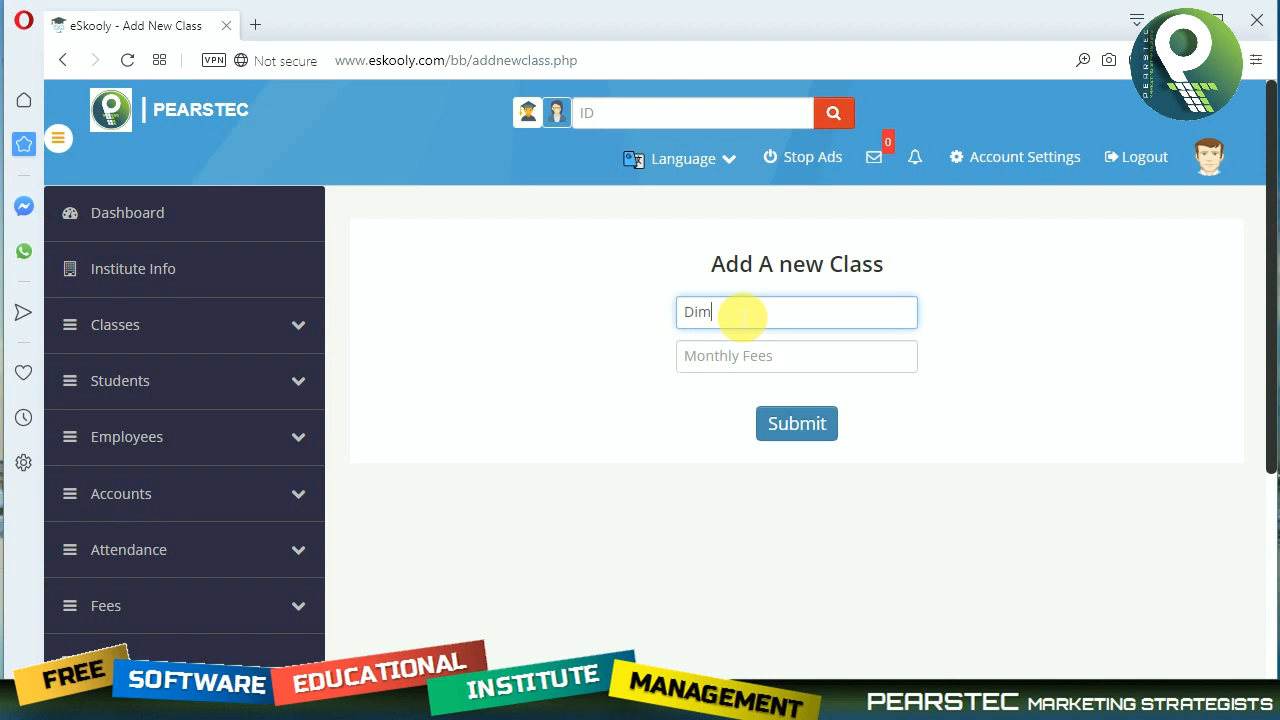 eSkooly - Add New Class
VPN Not secure www.eskooly.com/bb/addnewclass.php
PEARSTEC
PEARSTEC
ID
Language Stop Ads 0 Account Settings Logout
Dashboard
Institute Info
Classes
Students
Employees
Accounts
Attendance
Fees
Add A new Class
Dim
Monthly Fees
Submit
FREE SOFTWARE EDUCATIONAL INSTITUTE MANAGEMENT
PEARSTEC MARKETING STRATEGISTS